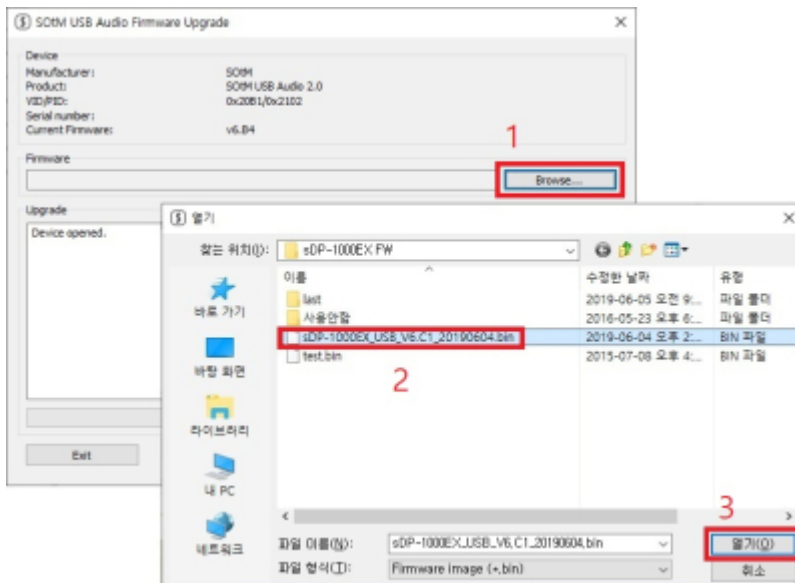 SOtM USB Audio Firmware Upgrade
Device
Manufacturer: SOtM
Product: SOtM USB Audio 2.0
VID/PID: 0x20B1/0x2102
Serial number:
Current Firmware: v6.B4
1
Firmware
Browse...
Upgrade
Device opened.
Exit
열기
찾는 위치(I): sDP-1000EX FW
이름 수정한 날짜 유형
last 2019-06-05 오전 9:... 파일 폴더
사용안함 2016-05-23 오후 6:... 파일 폴더
sDP-1000EX_USB_V6.C1_20190604.bin 2019-06-04 오후 2:... BIN 파일
test.bin 2015-07-08 오후 4:... BIN 파일
2
바로 가기
바탕 화면
라이브러리
내 PC
네트워크
3
파일 이름(N): sDP-1000EX_USB_V6.C1_20190604.bin 열기(O)
파일 형식(T): Firmware image (*.bin) 취소